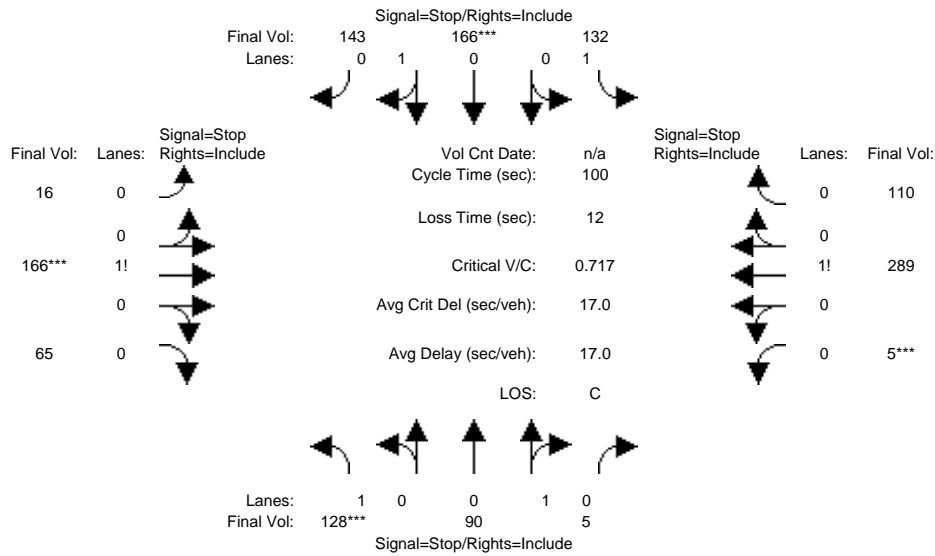 Signal=Stop/Rights=Include
Final Vol: 143 166*** 132
Lanes: 0 1 0 0 1
Signal=Stop
Final Vol: Lanes: Rights=Include
Vol Cnt Date: n/a
Signal=Stop
Rights=Include Lanes: Final Vol:
Cycle Time (sec): 100
16 0
0 110
Loss Time (sec): 12
0
0
166*** 1!
Critical V/C: 0.717
1! 289
0
Avg Crit Del (sec/veh): 17.0
0
65 0
Avg Delay (sec/veh): 17.0
0 5***
LOS: C
Lanes: 1 0 0 1 0
Final Vol: 128*** 90 5
Signal=Stop/Rights=Include